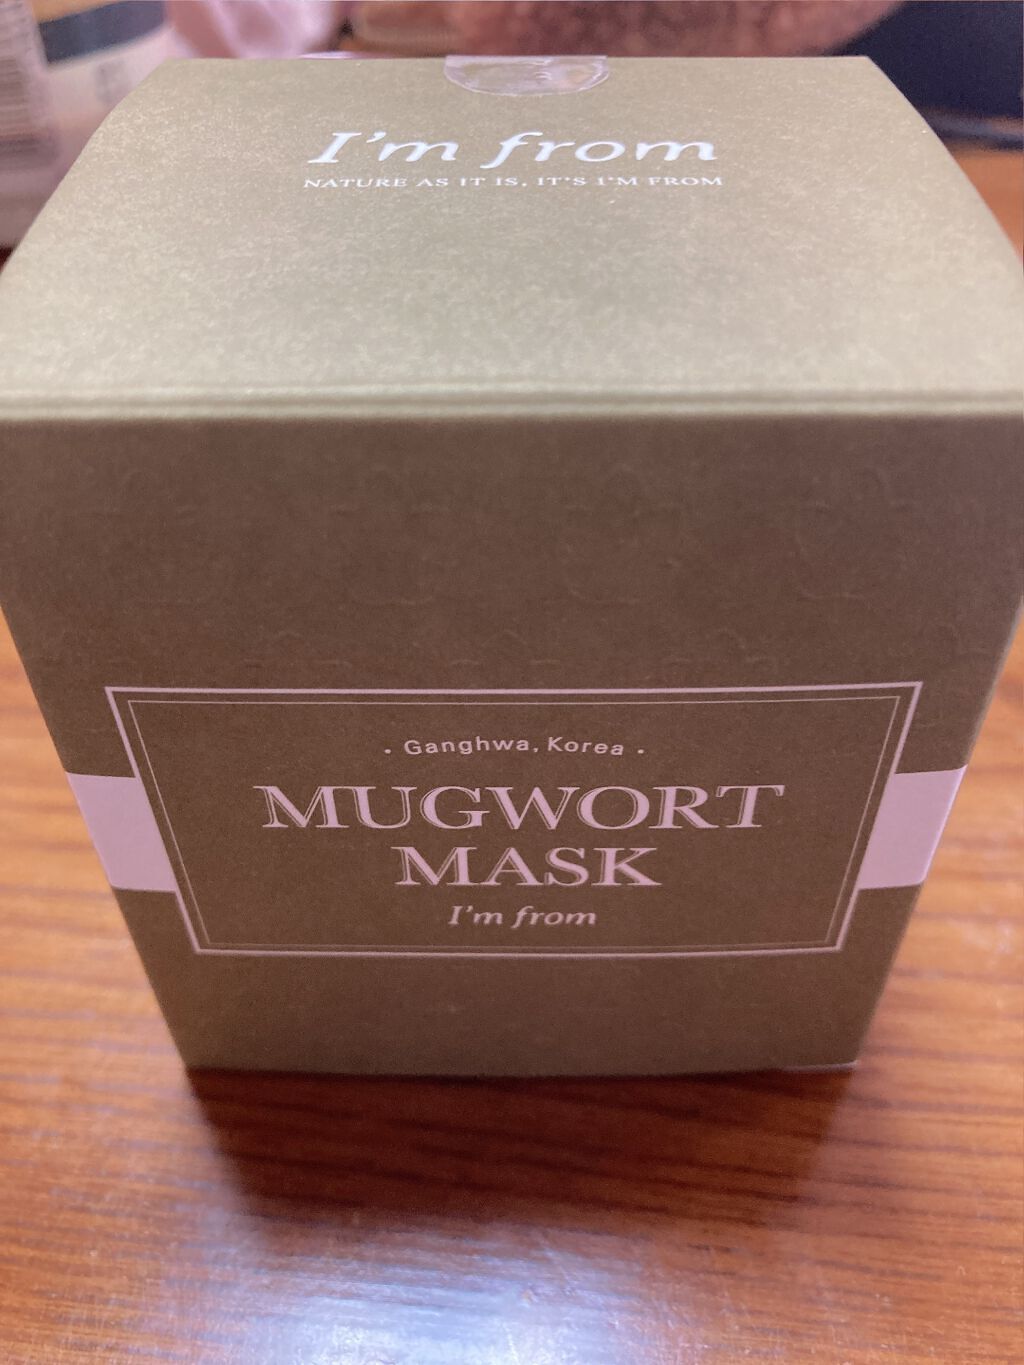 I'm from
NATURE AS IT IS, IT'S I'M FROM
· Ganghwa, Korea ·
MUGWORT
MASK
I'm from